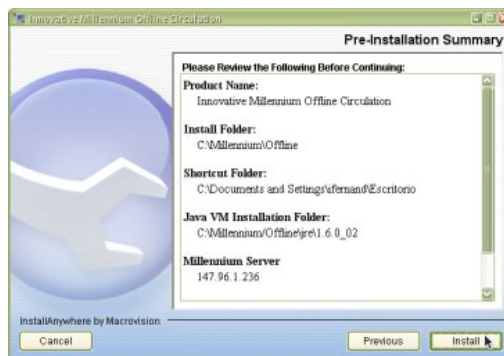 Innovative Millennium Offline Circulation
Pre-Installation Summary
Please Review the Following Before Continuing:
Product Name:
Innovative Millennium Offline Circulation
Install Folder:
C:\Millennium\Offline
Shortcut Folder:
C:\Documents and Settings\sfernand\Escritorio
Java VM Installation Folder:
C:\Millennium/Offline\jre\1.6.0_02
Millennium Server
147.96.1.236
InstallAnywhere by Macrovision
Cancel
Previous
Install